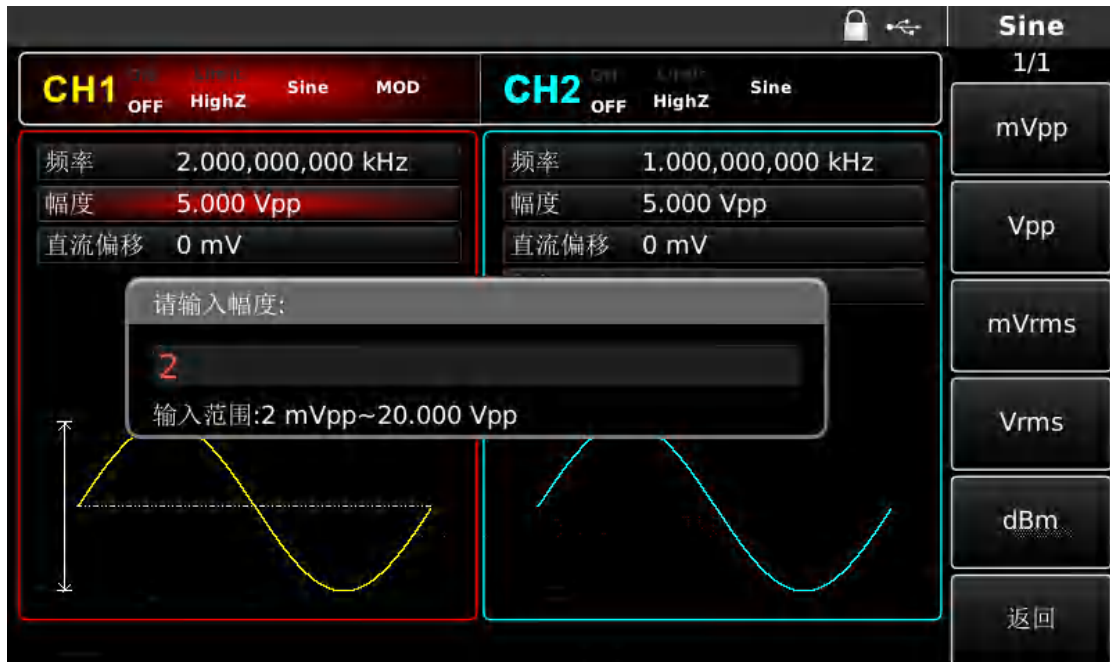 Sine
1/1
CH1 OFF HighZ Sine MOD
CH2 OFF HighZ Sine
频率 2.000,000,000 kHz
幅度 5.000 Vpp
直流偏移 0 mV
频率 1.000,000,000 kHz
幅度 5.000 Vpp
直流偏移 0 mV
请输入幅度:
2
输入范围:2 mVpp~20.000 Vpp
mVpp
Vpp
mVrms
Vrms
dBm
返回